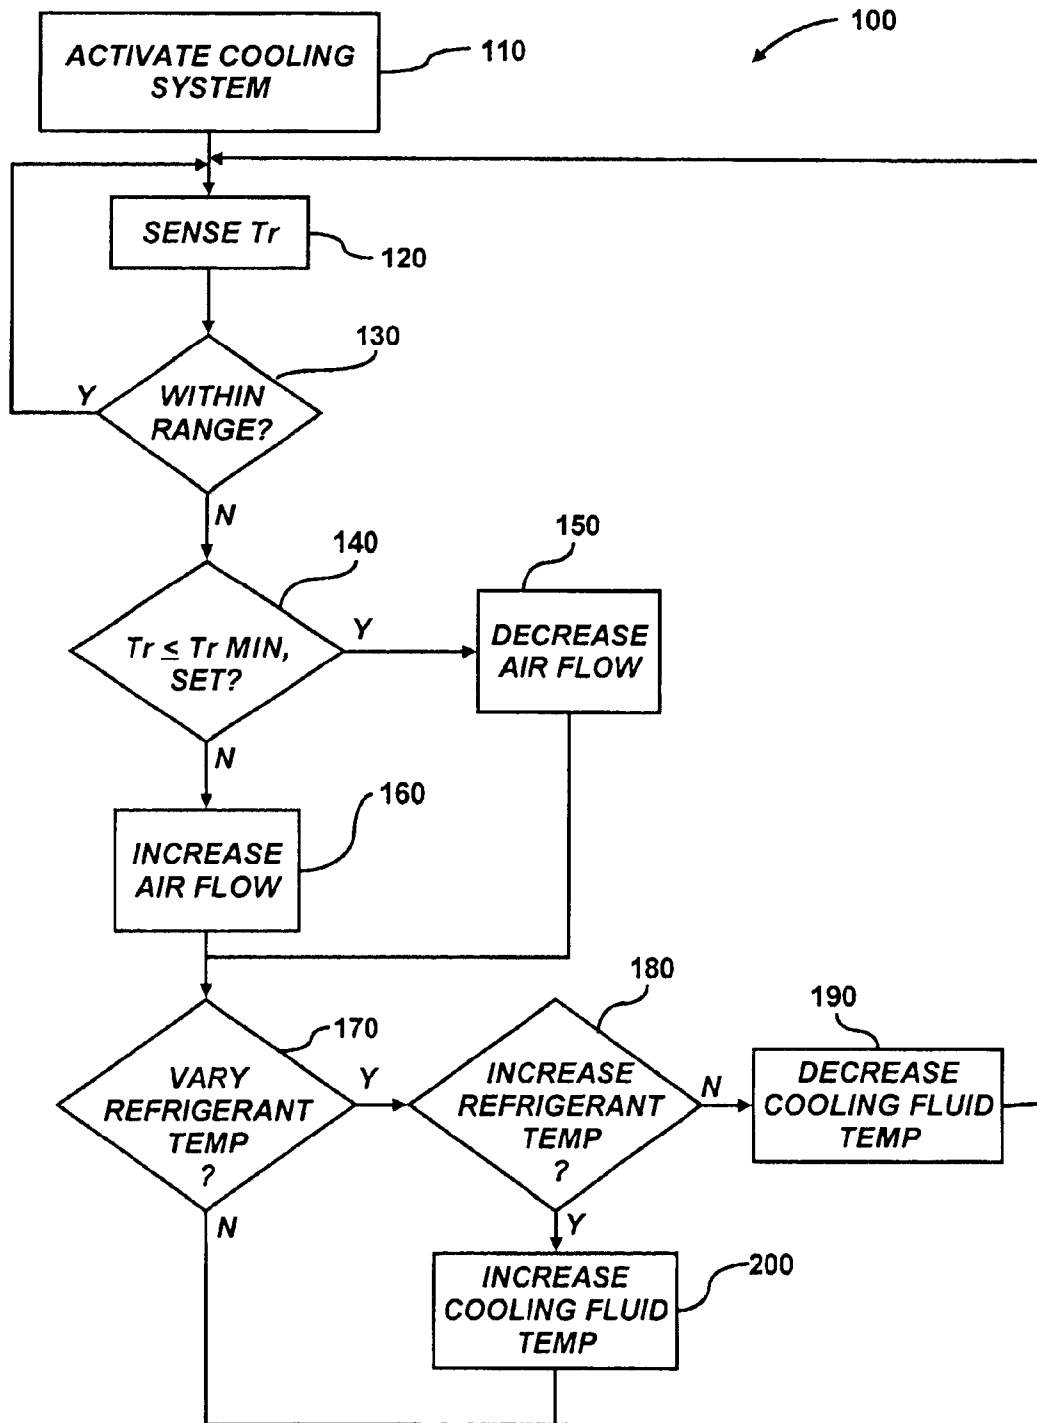 100
ACTIVATE COOLING
SYSTEM
110
SENSE Tr
120
130
Y
WITHIN
RANGE?
N
140
150
Tr ≤ Tr MIN,
SET?
Y
DECREASE
AIR FLOW
N
160
INCREASE
AIR FLOW
170
VARY
REFRIGERANT
TEMP
?
Y
180
INCREASE
REFRIGERANT
TEMP
?
N
190
DECREASE
COOLING FLUID
TEMP
N
Y
200
INCREASE
COOLING FLUID
TEMP